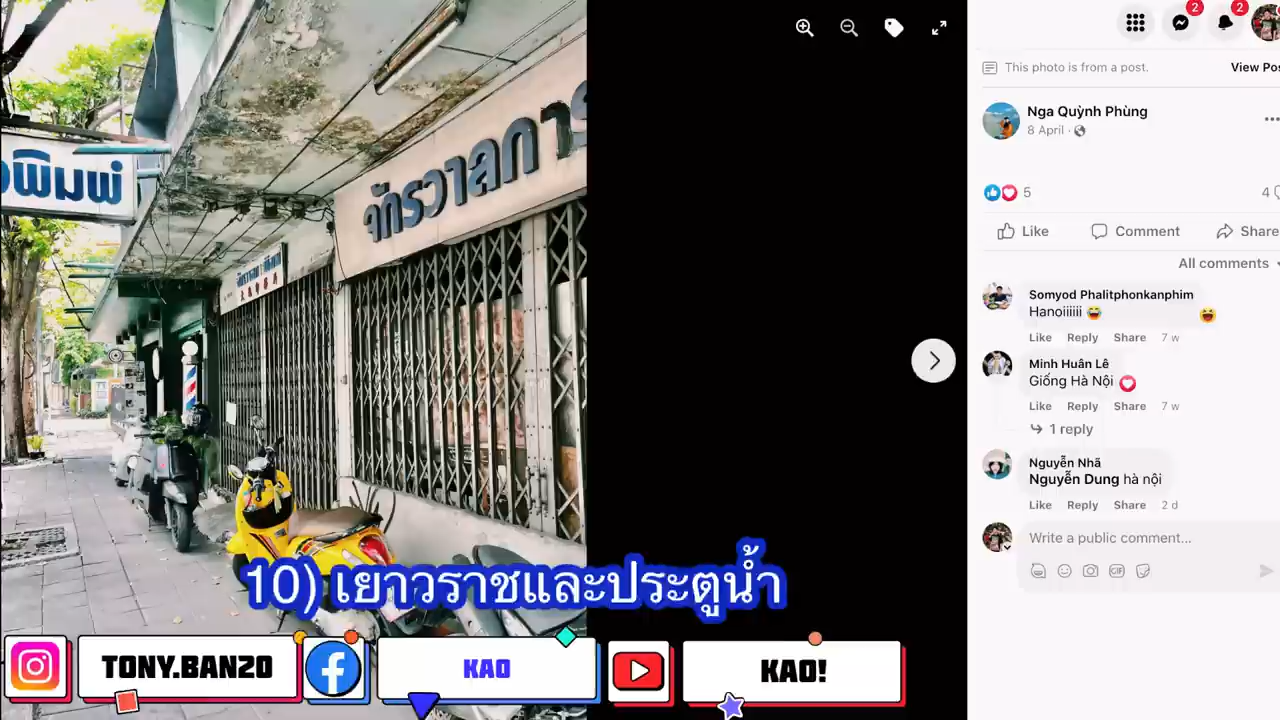 This photo is from a post.
View Pos
Nga Quỳnh Phùng
8 April
5
4
Like
Comment
Share
All comments
Somyod Phalitphonkanphim
Hanoiiiiii
Like Reply Share 7 w
Minh Huân Lê
Giống Hà Nội
Like Reply Share 7 w
1 reply
Nguyễn Nhã
Nguyễn Dung hà nội
Like Reply Share 2 d
Write a public comment...
GIF
2
2
พิมพ์
จักรวาลการ
10) เยาวราชและประตูน้ำ
TONY.BANZO
KAO
KAO!